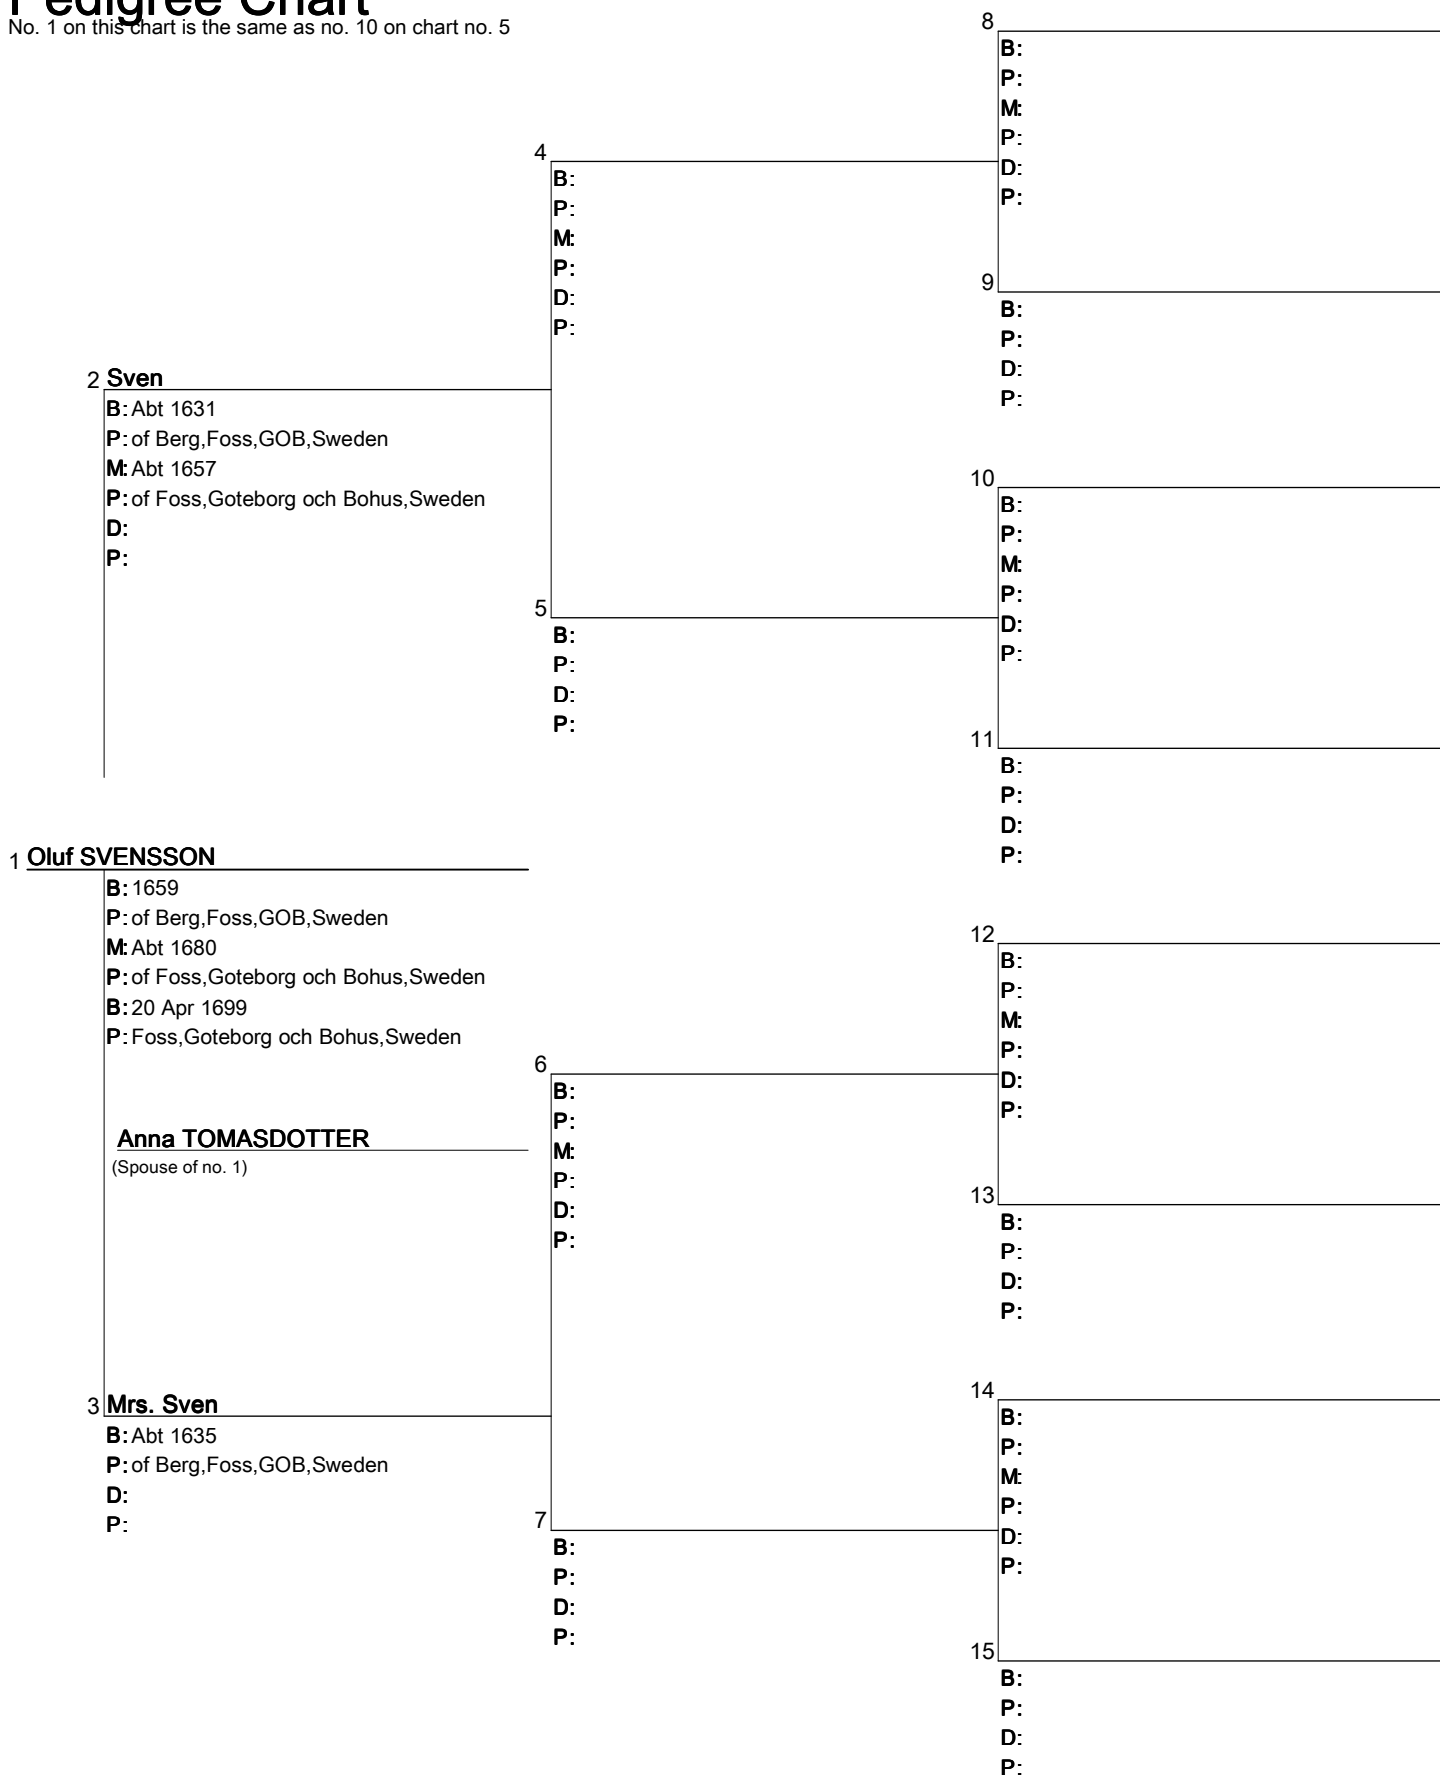 Pedigree Chart
No. 1 on this chart is the same as no. 10 on chart no. 5
8
B:
P:
M:
P:
D:
P:
4
B:
P:
M:
P:
D:
P:
9
B:
P:
D:
P:
2 Sven
B: Abt 1631
P: of Berg,Foss,GOB,Sweden
M: Abt 1657
P: of Foss,Goteborg och Bohus,Sweden
D:
P:
10
B:
P:
M:
P:
D:
P:
5
B:
P:
D:
P:
11
B:
P:
D:
P:
1 Oluf SVENSSON
B: 1659
P: of Berg,Foss,GOB,Sweden
M: Abt 1680
P: of Foss,Goteborg och Bohus,Sweden
B: 20 Apr 1699
P: Foss,Goteborg och Bohus,Sweden
Anna TOMASDOTTER
(Spouse of no. 1)
12
B:
P:
M:
P:
D:
P:
6
B:
P:
M:
P:
D:
P:
13
B:
P:
D:
P:
3 Mrs. Sven
B: Abt 1635
P: of Berg,Foss,GOB,Sweden
D:
P:
14
B:
P:
M:
P:
D:
P:
7
B:
P:
D:
P:
15
B:
P:
D:
P: